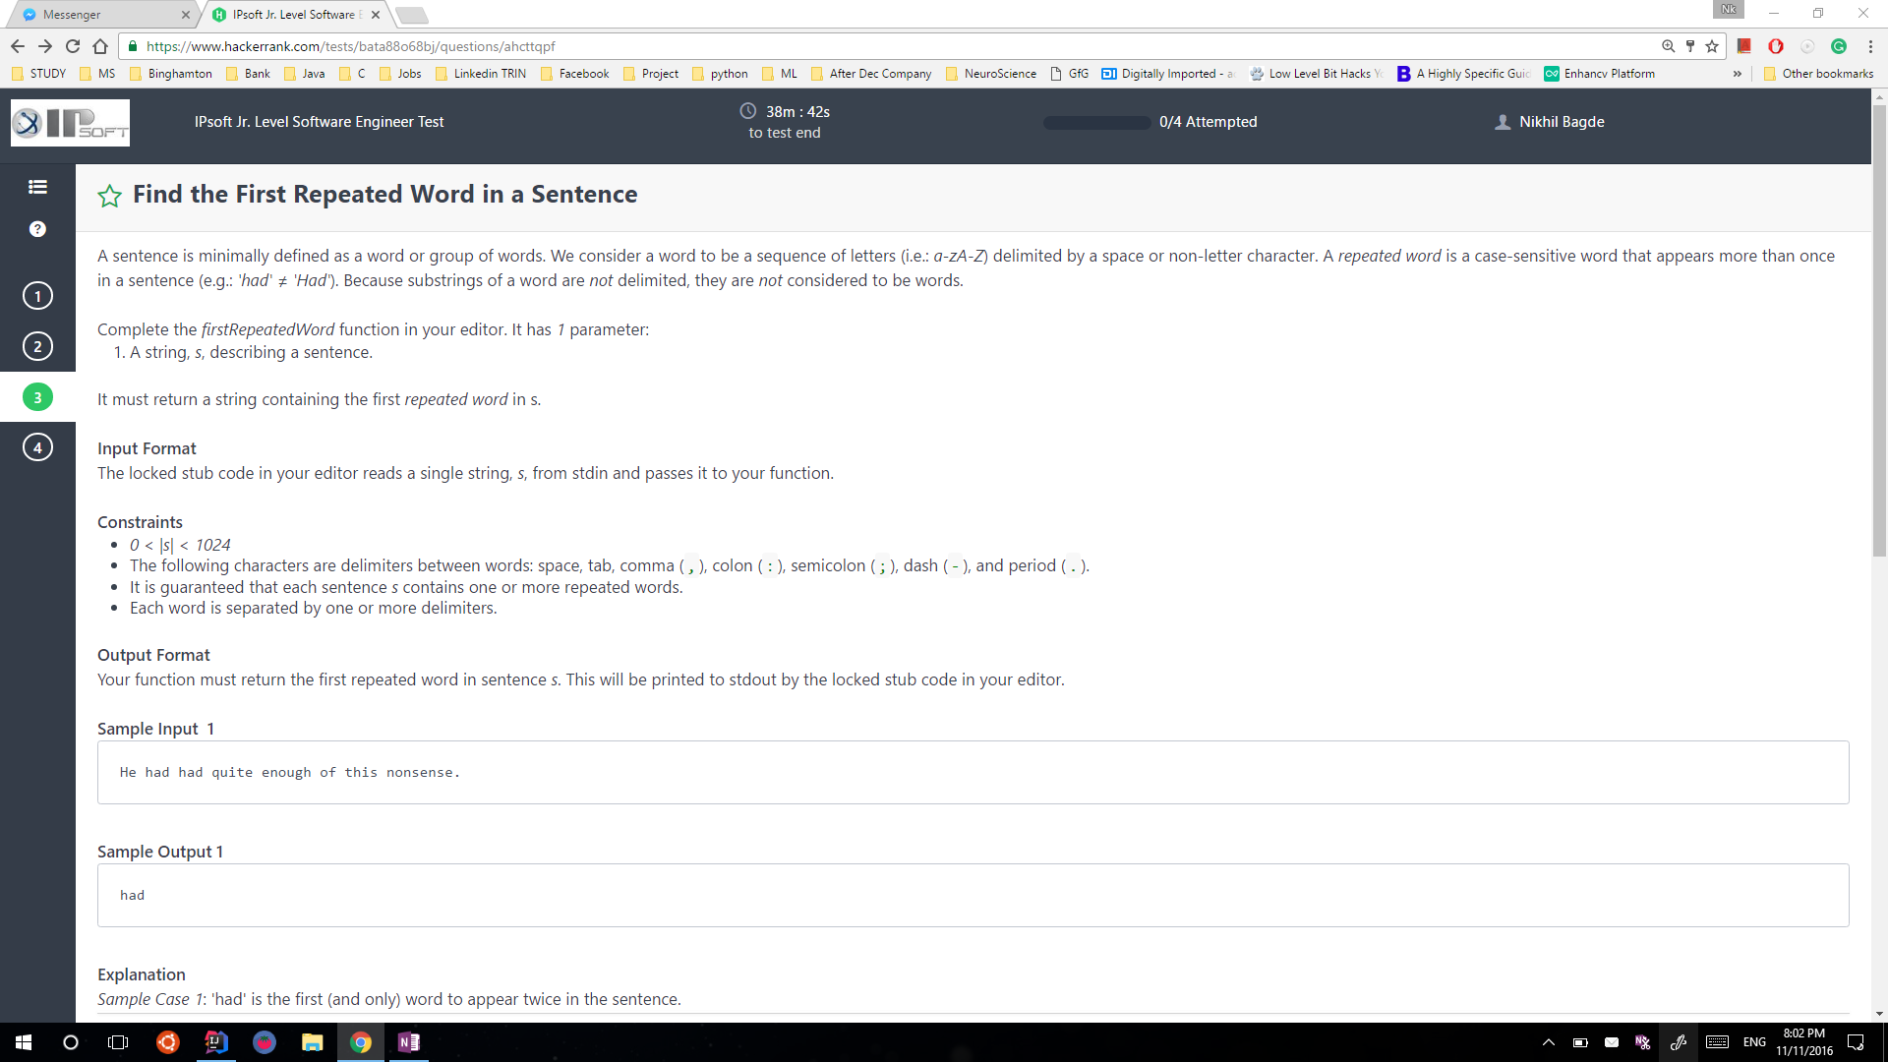 Messenger
IPsoft Jr. Level Software E
Nk
https://www.hackerrank.com/tests/bata88o68bj/questions/ahcttqpf
STUDY MS Binghamton Bank Java C Jobs Linkedin TRIN Facebook Project python ML After Dec Company NeuroScience GfG Digitally Imported - Low Level Bit Hacks A Highly Specific Guid Enhancv Platform » Other bookmarks
IPsoft
IPsoft Jr. Level Software Engineer Test
38m : 42s
to test end
0/4 Attempted
Nikhil Bagde
Find the First Repeated Word in a Sentence
A sentence is minimally defined as a word or group of words. We consider a word to be a sequence of letters (i.e.: a-zA-Z) delimited by a space or non-letter character. A repeated word is a case-sensitive word that appears more than once
in a sentence (e.g.: 'had' ≠ 'Had'). Because substrings of a word are not delimited, they are not considered to be words.
1
2
3
4
Complete the firstRepeatedWord function in your editor. It has 1 parameter:
1. A string, s, describing a sentence.
It must return a string containing the first repeated word in s.
Input Format
The locked stub code in your editor reads a single string, s, from stdin and passes it to your function.
Constraints
• 0 < |s| < 1024
• The following characters are delimiters between words: space, tab, comma ( , ), colon ( : ), semicolon ( ; ), dash ( - ), and period ( . ).
• It is guaranteed that each sentence s contains one or more repeated words.
• Each word is separated by one or more delimiters.
Output Format
Your function must return the first repeated word in sentence s. This will be printed to stdout by the locked stub code in your editor.
Sample Input 1
He had had quite enough of this nonsense.
Sample Output 1
had
Explanation
Sample Case 1: 'had' is the first (and only) word to appear twice in the sentence.
ENG
8:02 PM
11/11/2016